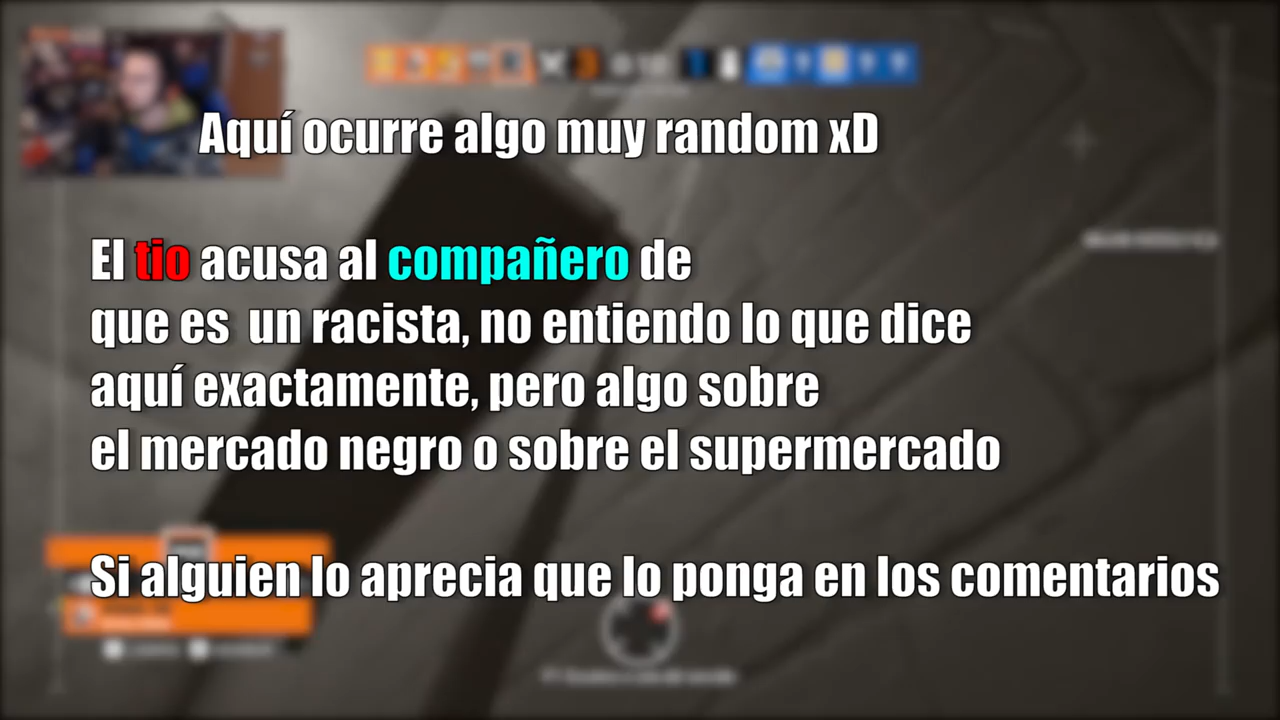 Aquí ocurre algo muy random xD
El tio acusa al compañero de
que es un racista, no entiendo lo que dice
aquí exactamente, pero algo sobre
el mercado negro o sobre el supermercado
Si alguien lo aprecia que lo ponga en los comentarios